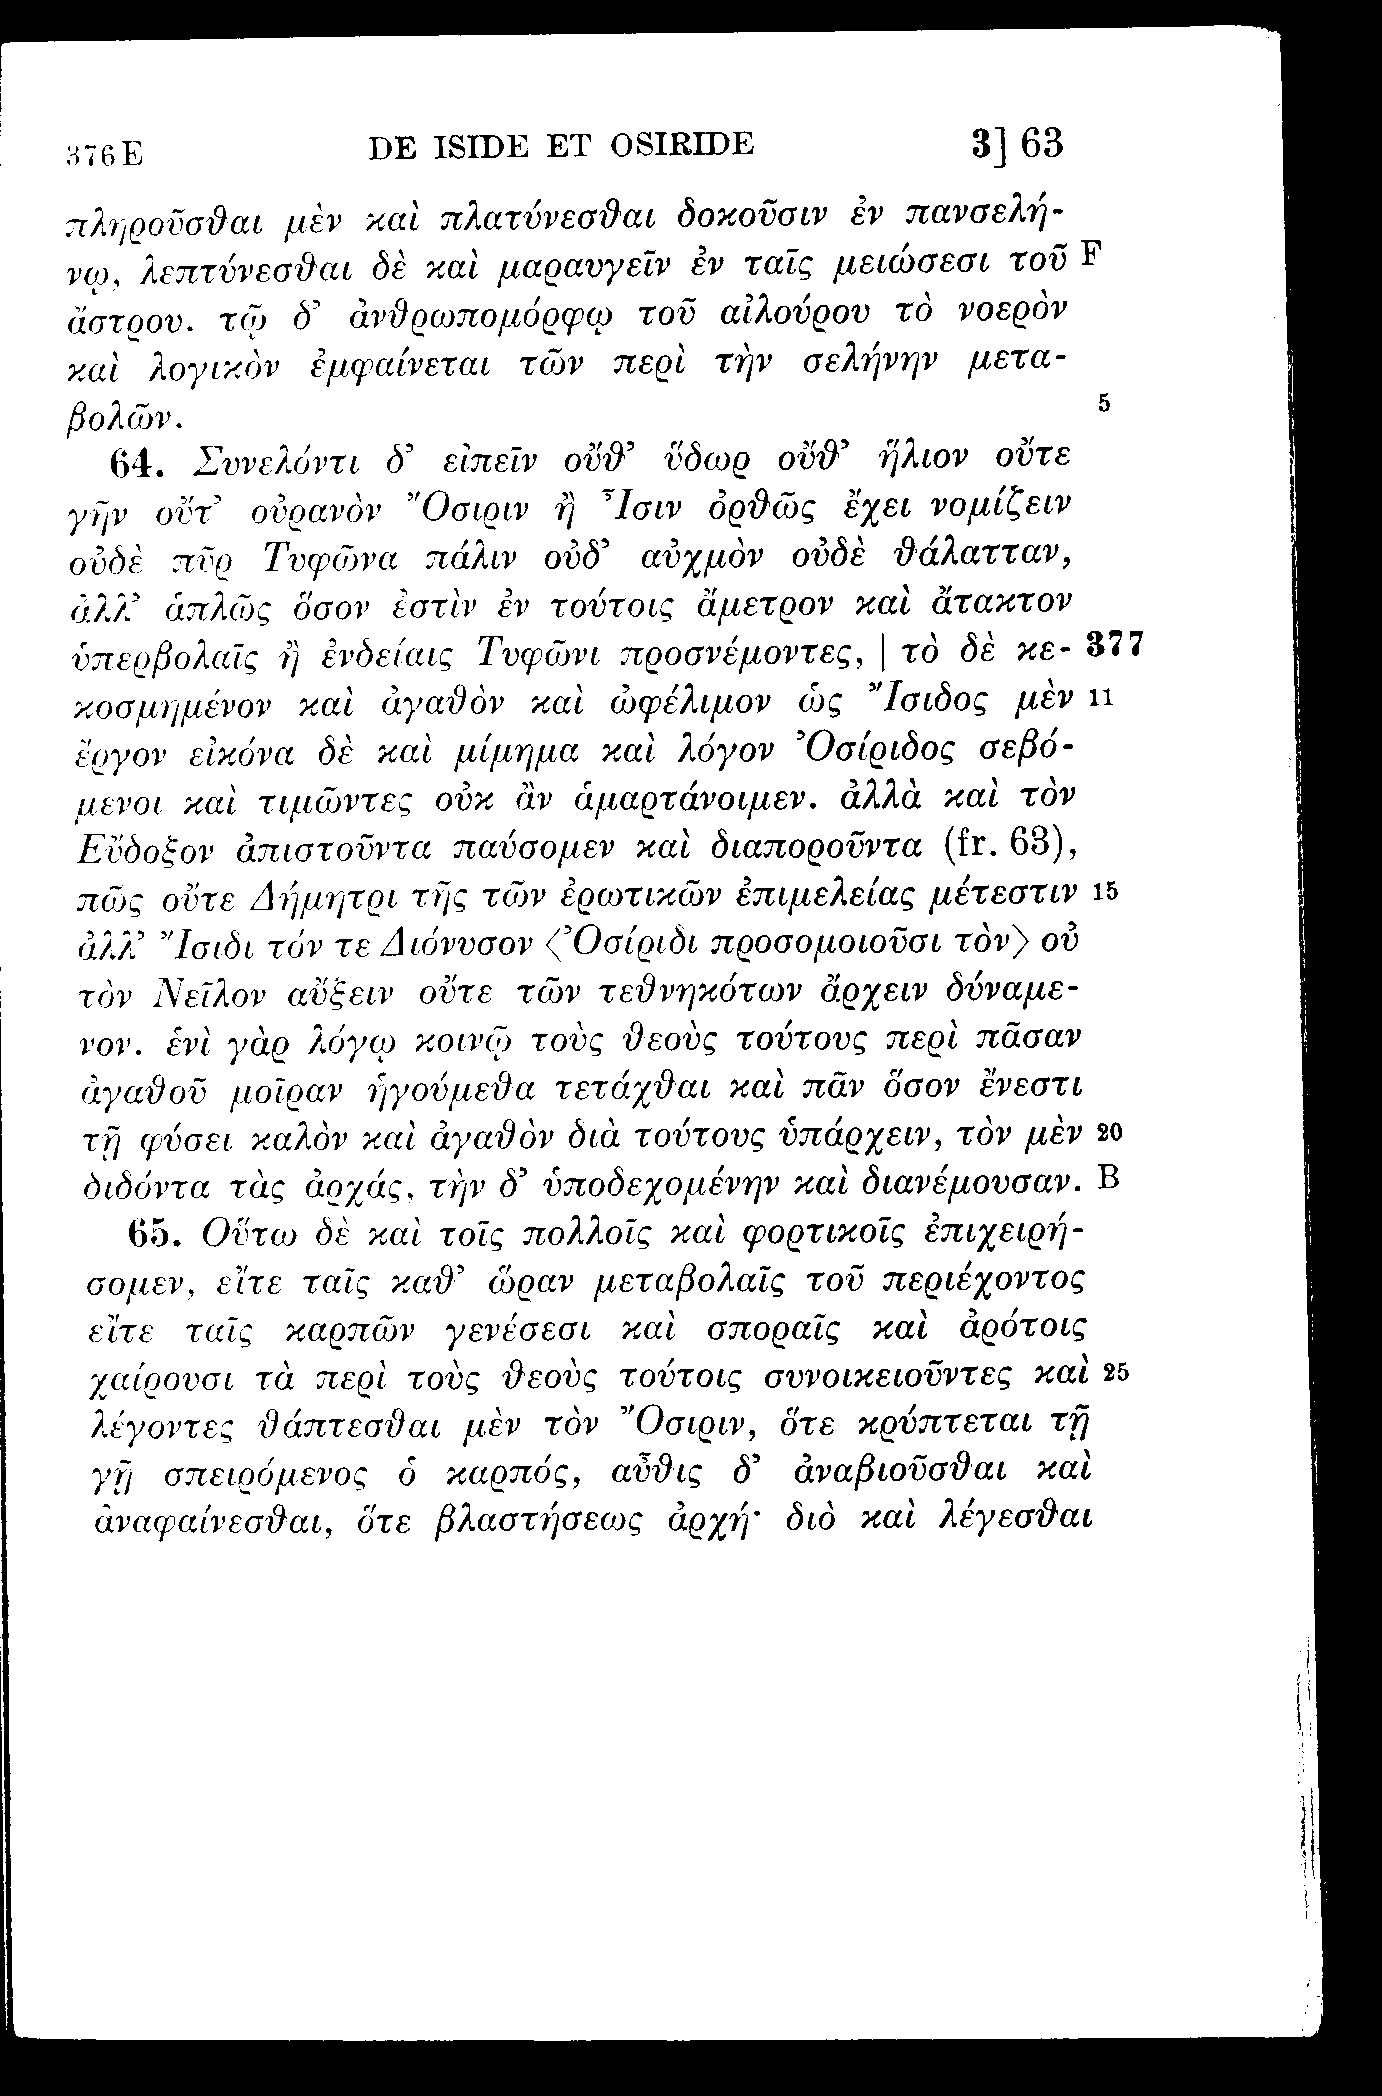 376 E DE ISIDE ET OSIRIDE 3] 63
πληροῦσθαι μὲν καὶ πλατύνεσθαι δοκοῦσιν ἐν πανσελή-
νῳ, λεπτύνεσθαι δὲ καὶ μαραυγεῖν ἐν ταῖς μειώσεσι τοῦ F
ἄστρου. τῷ δ’ ἀνθρωπομόρφῳ τοῦ αἰλούρου τὸ νοερὸν
καὶ λογικὸν ἐμφαίνεται τῶν περὶ τὴν σελήνην μετα-
βολῶν. 5
64. Συνελόντι δ’ εἰπεῖν οὔθ’ ὕδωρ οὔθ’ ἥλιον οὔτε
γῆν οὔτ’ οὐρανὸν Ὄσιριν ἢ Ἶσιν ὀρθῶς ἔχει νομίζειν
οὐδὲ πῦρ Τυφῶνα πάλιν οὐδ’ αὐχμὸν οὐδὲ θάλατταν,
ἀλλ’ ἁπλῶς ὅσον ἐστὶν ἐν τούτοις ἄμετρον καὶ ἄτακτον
ὑπερβολαῖς ἢ ἐνδείαις Τυφῶνι προσνέμοντες, | τὸ δὲ κε- 377
κοσμημένον καὶ ἀγαθὸν καὶ ὠφέλιμον ὡς Ἴσιδος μὲν 11
ἔργον εἰκόνα δὲ καὶ μίμημα καὶ λόγον Ὀσίριδος σεβό-
μενοι καὶ τιμῶντες οὐκ ἂν ἁμαρτάνοιμεν. ἀλλὰ καὶ τὸν
Εὔδοξον ἀπιστοῦντα παύσομεν καὶ διαποροῦντα (fr. 63),
πῶς οὔτε Δήμητρι τῆς τῶν ἐρωτικῶν ἐπιμελείας μέτεστιν 15
ἀλλ’ Ἴσιδι τόν τε Διόνυσον ⟨Ὀσίριδι προσομοιοῦσι τὸν⟩ οὐ
τὸν Νεῖλον αὔξειν οὔτε τῶν τεθνηκότων ἄρχειν δύναμε-
νον. ἑνὶ γὰρ λόγῳ κοινῷ τοὺς θεοὺς τούτους περὶ πᾶσαν
ἀγαθοῦ μοῖραν ἡγούμεθα τετάχθαι καὶ πᾶν ὅσον ἔνεστι
τῇ φύσει καλὸν καὶ ἀγαθὸν διὰ τούτους ὑπάρχειν, τὸν μὲν 20
διδόντα τὰς ἀρχάς, τὴν δ’ ὑποδεχομένην καὶ διανέμουσαν. B
65. Οὕτω δὲ καὶ τοῖς πολλοῖς καὶ φορτικοῖς ἐπιχειρή-
σομεν, εἴτε ταῖς καθ’ ὥραν μεταβολαῖς τοῦ περιέχοντος
εἴτε ταῖς καρπῶν γενέσεσι καὶ σποραῖς καὶ ἀρότοις
χαίρουσι τὰ περὶ τοὺς θεοὺς τούτοις συνοικειοῦντες καὶ 25
λέγοντες θάπτεσθαι μὲν τὸν Ὄσιριν, ὅτε κρύπτεται τῇ
γῇ σπειρόμενος ὁ καρπός, αὖθις δ’ ἀναβιοῦσθαι καὶ
ἀναφαίνεσθαι, ὅτε βλαστήσεως ἀρχή· διὸ καὶ λέγεσθαι